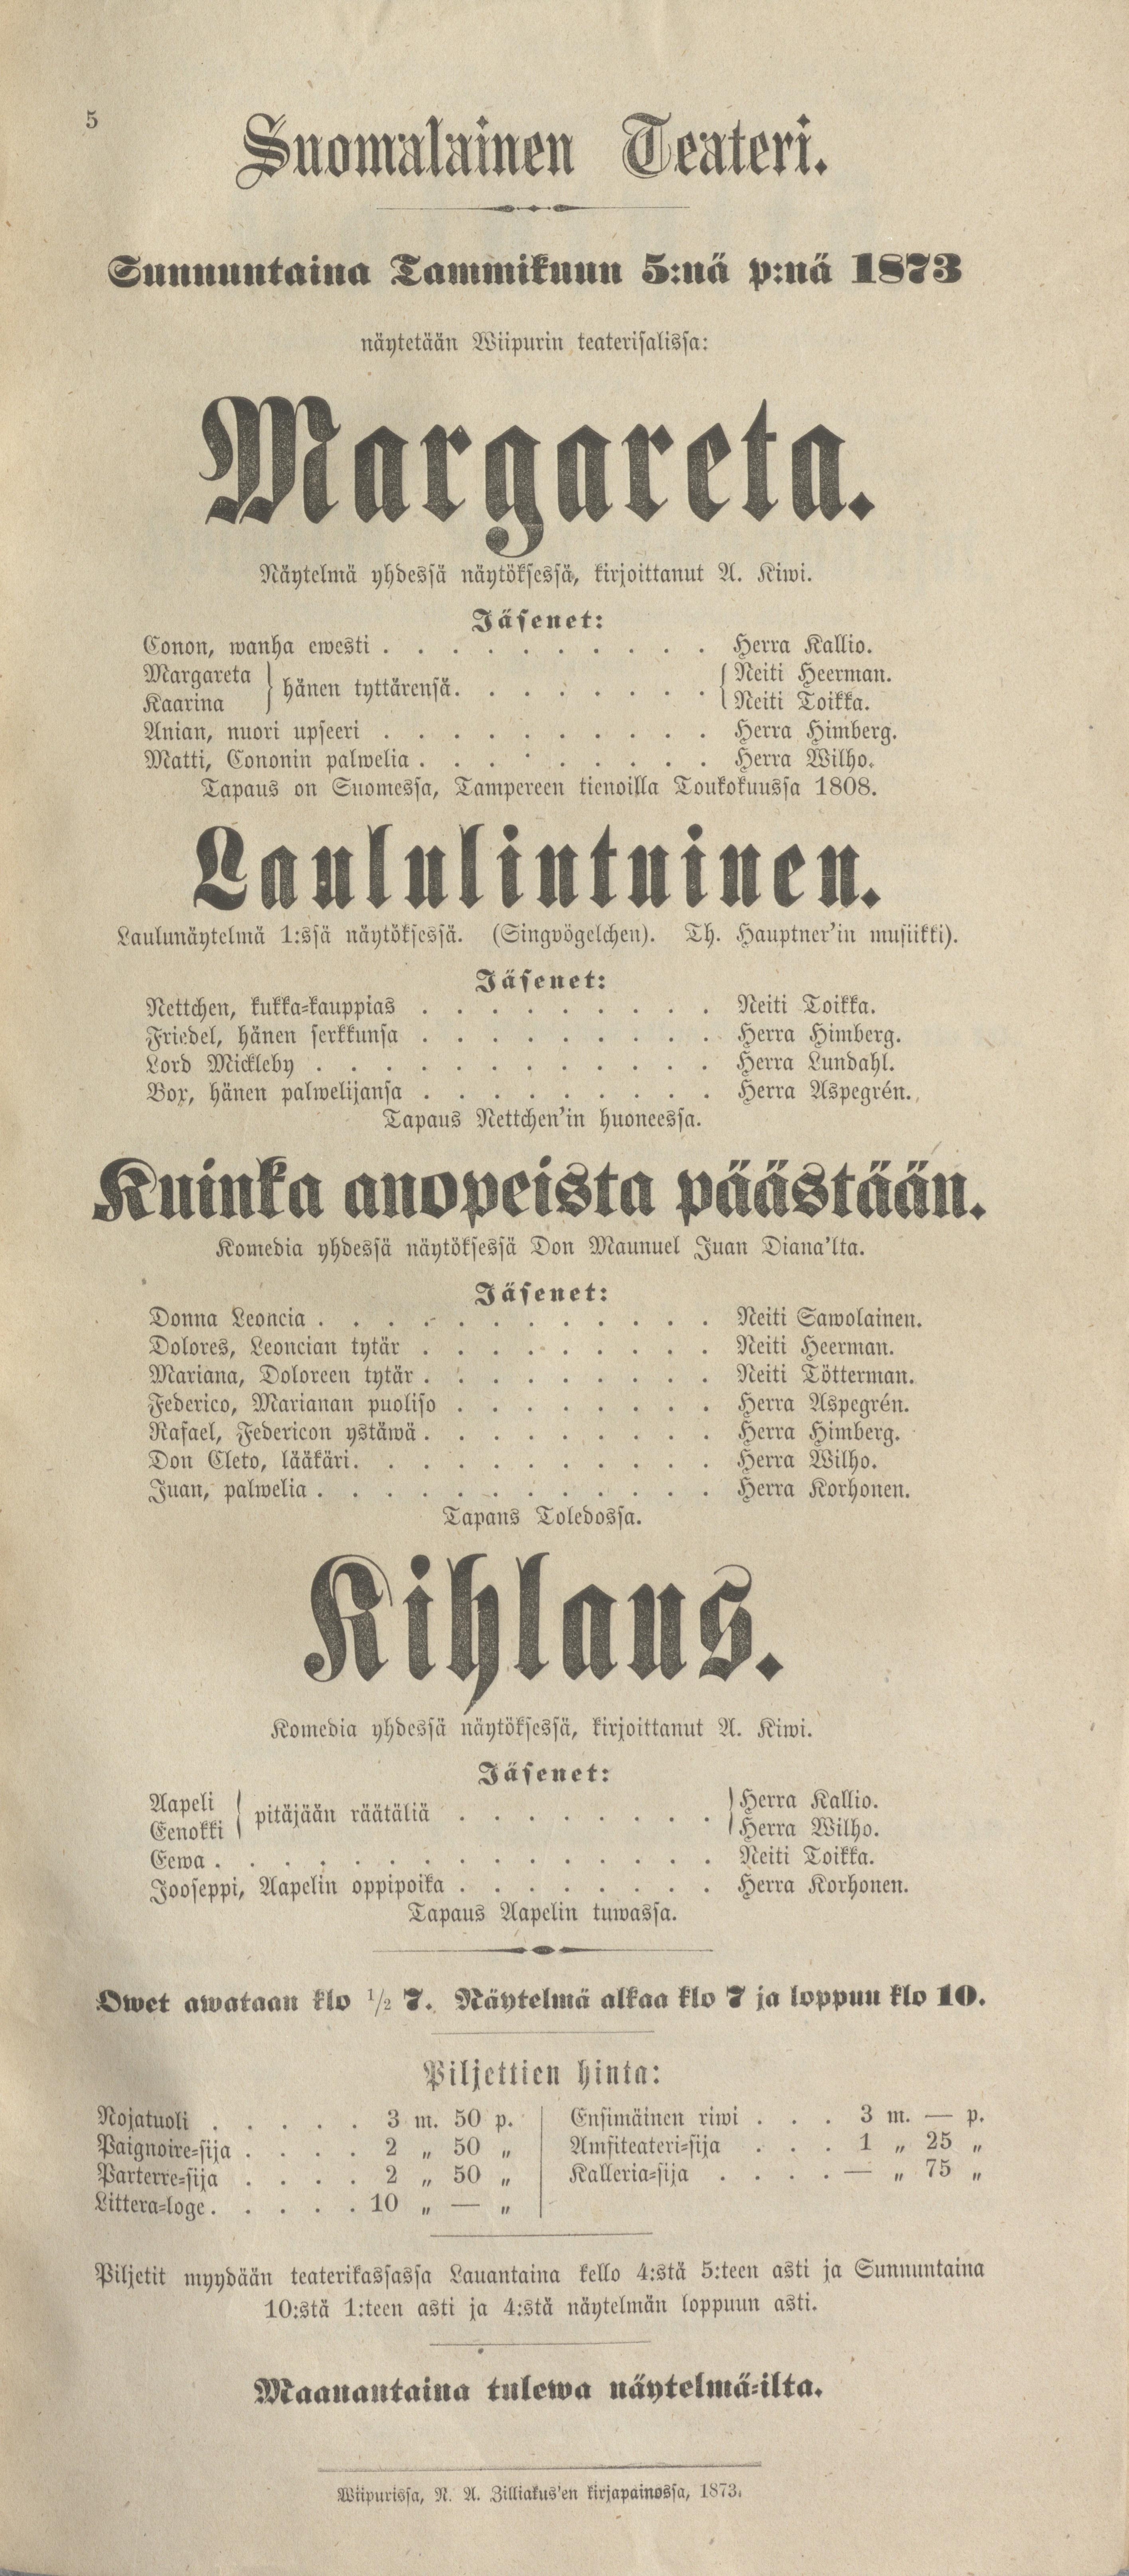 5
Suomalainen Teateri.
Sunnuntaina Tammikuun 5:nä p:nä 1873
näytetään Wiipurin teaterisalissa:
Margareta.
Näytelmä yhdessä näytöksessä, kirjoittanut A. Kiwi.
Jäsenet:
Conon, wanha ewesti . . . . . . . . . . Herra Kallio.
Margareta } hänen tyttärensä. . . . . . . . { Neiti Heerman.
Kaarina } { Neiti Toikka.
Anian, nuori upseeri . . . . . . . . . . Herra Himberg.
Matti, Cononin palwelia . . . . . . . . . Herra Wilho.
Tapaus on Suomessa, Tampereen tienoilla Toukokuussa 1808.
Laululintuinen.
Laulunäytelmä 1:ssä näytöksessä. (Singvögelchen). Th. Hauptner'in musiikki).
Jäsenet:
Nettchen, kukka-kauppias . . . . . . . . . Neiti Toikka.
Friedel, hänen serkkunsa . . . . . . . . . Herra Himberg.
Lord Mickleby . . . . . . . . . . . . Herra Lundahl.
Box, hänen palwelijansa . . . . . . . . . Herra Aspegrén.
Tapaus Nettchen'in huoneessa.
Kuinka anopeista päästään.
Komedia yhdessä näytöksessä Don Maunuel Juan Diana'lta.
Jäsenet:
Donna Leoncia . . . . . . . . . . . . Neiti Sawolainen.
Dolores, Leoncian tytär . . . . . . . . . Neiti Heerman.
Mariana, Doloreen tytär . . . . . . . . . Neiti Tötterman.
Federico, Marianan puoliso . . . . . . . . Herra Aspegrén.
Rafael, Federicon ystäwä . . . . . . . . . Herra Himberg.
Don Cleto, lääkäri. . . . . . . . . . . Herra Wilho.
Juan, palwelia . . . . . . . . . . . . Herra Korhonen.
Tapans Toledossa.
Kihlaus.
Komedia yhdessä näytöksessä, kirjoittanut A. Kiwi.
Jäsenet:
Aapeli { pitäjään räätäliä . . . . . . . . } Herra Kallio.
Eenokki { } Herra Wilho.
Eewa . . . . . . . . . . . . . . . Neiti Toikka.
Jooseppi, Aapelin oppipoika . . . . . . . . Herra Korhonen.
Tapaus Aapelin tuwassa.
Owet awataan klo 1/2 7. Näytelmä alkaa klo 7 ja loppuu klo 10.
Piljettien hinta:
Nojatuoli . . . . . 3 m. 50 p.
Paignoire-sija . . . . 2 „ 50 „
Parterre-sija . . . . 2 „ 50 „
Littera-loge. . . . . 10 „ — „
Ensimäinen riwi . . . 3 m. — p.
Amfiteateri-sija . . . 1 „ 25 „
Kalleria-sija . . . . — „ 75 „
Piljetit myydään teaterikassassa Lauantaina kello 4:stä 5:teen asti ja Sunnuntaina
10:stä 1:teen asti ja 4:stä näytelmän loppuun asti.
Maanantaina tulewa näytelmä-ilta.
Wiipurissa, N. A. Zilliakus'en kirjapainossa, 1873.